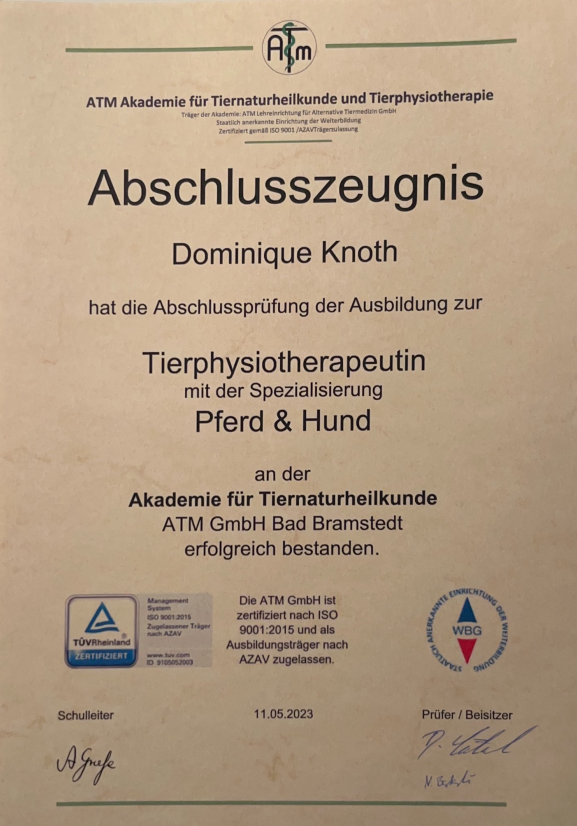 ATM
ATM Akademie für Tiernaturheilkunde und Tierphysiotherapie
Träger der Akademie: ATM Lehreinrichtung für Alternative Tiermedizin GmbH
Staatlich anerkannte Einrichtung der Weiterbildung
Zertifiziert gemäß ISO 9001 /AZAVTrägerzulassung
Abschlusszeugnis
Dominique Knoth
hat die Abschlussprüfung der Ausbildung zur
Tierphysiotherapeutin
mit der Spezialisierung
Pferd & Hund
an der
Akademie für Tiernaturheilkunde
ATM GmbH Bad Bramstedt
erfolgreich bestanden.
TÜVRheinland®
ZERTIFIZIERT
Management
System
ISO 9001:2015
Zugelassener Träger
nach AZAV
www.tuv.com
ID 9105052003
Die ATM GmbH ist
zertifiziert nach ISO
9001:2015 und als
Ausbildungsträger nach
AZAV zugelassen.
STAATLICH ANERKANNTE EINRICHTUNG DER WEITERBILDUNG
WBG
Schulleiter
11.05.2023
Prüfer / Beisitzer